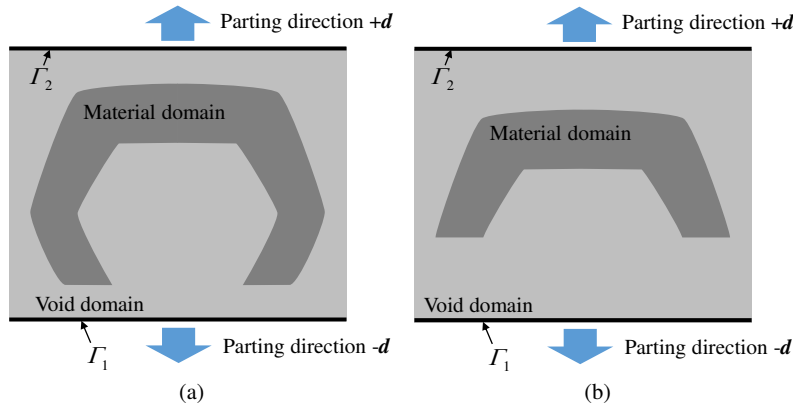 Parting direction +d
Γ2
Material domain
Void domain
Γ1
Parting direction -d
(a)
Parting direction +d
Γ2
Material domain
Void domain
Γ1
Parting direction -d
(b)